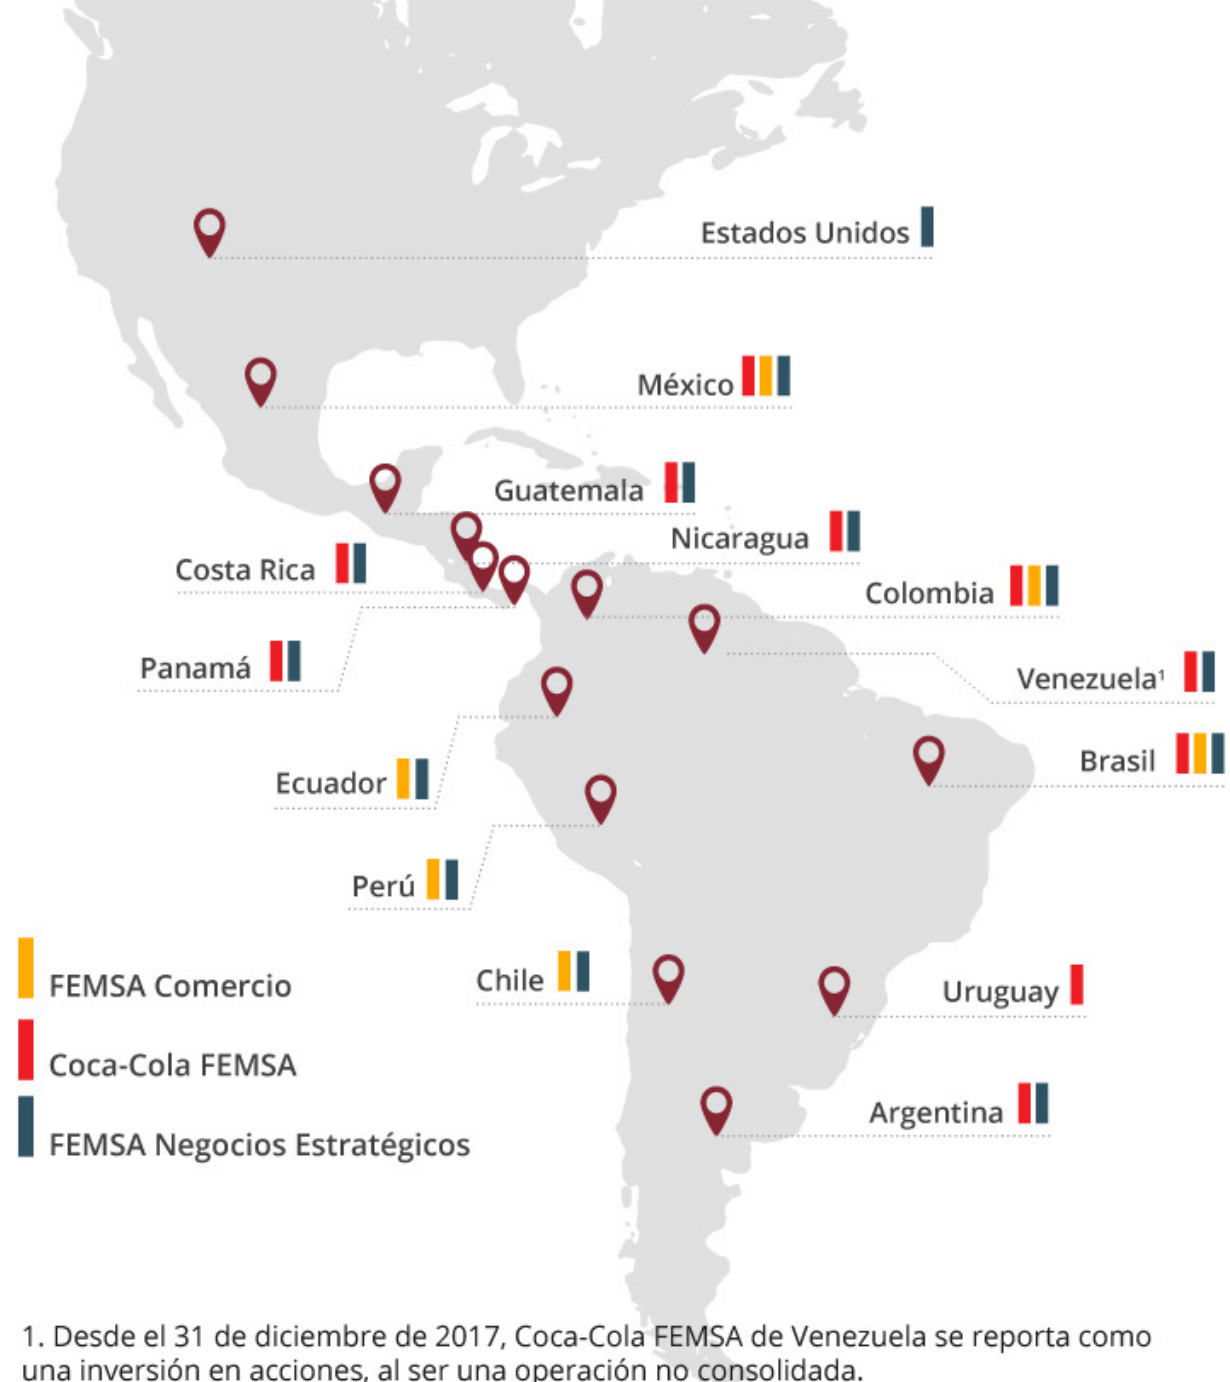 Estados Unidos
México
Guatemala
Nicaragua
Costa Rica
Colombia
Panamá
Venezuela¹
Brasil
Ecuador
Perú
FEMSA Comercio
Chile
Uruguay
Coca-Cola FEMSA
Argentina
FEMSA Negocios Estratégicos
1. Desde el 31 de diciembre de 2017, Coca-Cola FEMSA de Venezuela se reporta como
una inversión en acciones, al ser una operación no consolidada.